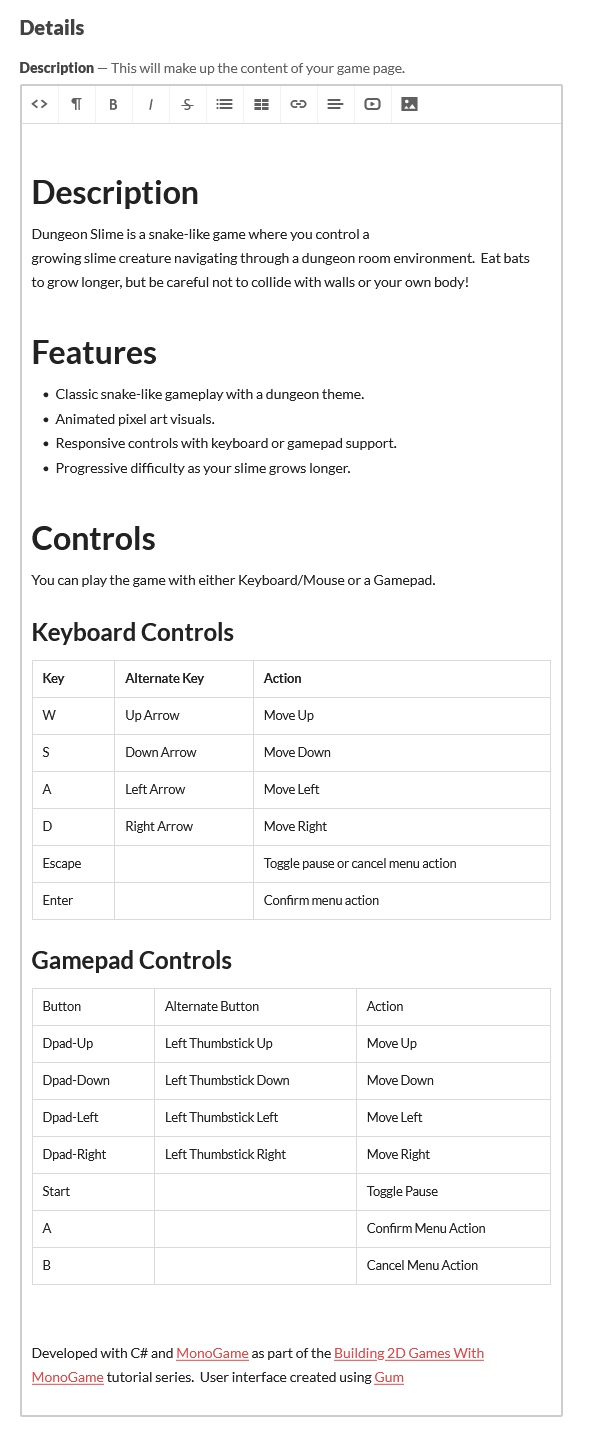 Details
Description — This will make up the content of your game page.
Description
Dungeon Slime is a snake-like game where you control a
growing slime creature navigating through a dungeon room environment.  Eat bats
to grow longer, but be careful not to collide with walls or your own body!
Features
• Classic snake-like gameplay with a dungeon theme.
• Animated pixel art visuals.
• Responsive controls with keyboard or gamepad support.
• Progressive difficulty as your slime grows longer.
Controls
You can play the game with either Keyboard/Mouse or a Gamepad.
Keyboard Controls
Key Alternate Key Action
W Up Arrow Move Up
S Down Arrow Move Down
A Left Arrow Move Left
D Right Arrow Move Right
Escape Toggle pause or cancel menu action
Enter Confirm menu action
Gamepad Controls
Button Alternate Button Action
Dpad-Up Left Thumbstick Up Move Up
Dpad-Down Left Thumbstick Down Move Down
Dpad-Left Left Thumbstick Left Move Left
Dpad-Right Left Thumbstick Right Move Right
Start Toggle Pause
A Confirm Menu Action
B Cancel Menu Action
Developed with C# and MonoGame as part of the Building 2D Games With
MonoGame tutorial series.  User interface created using Gum